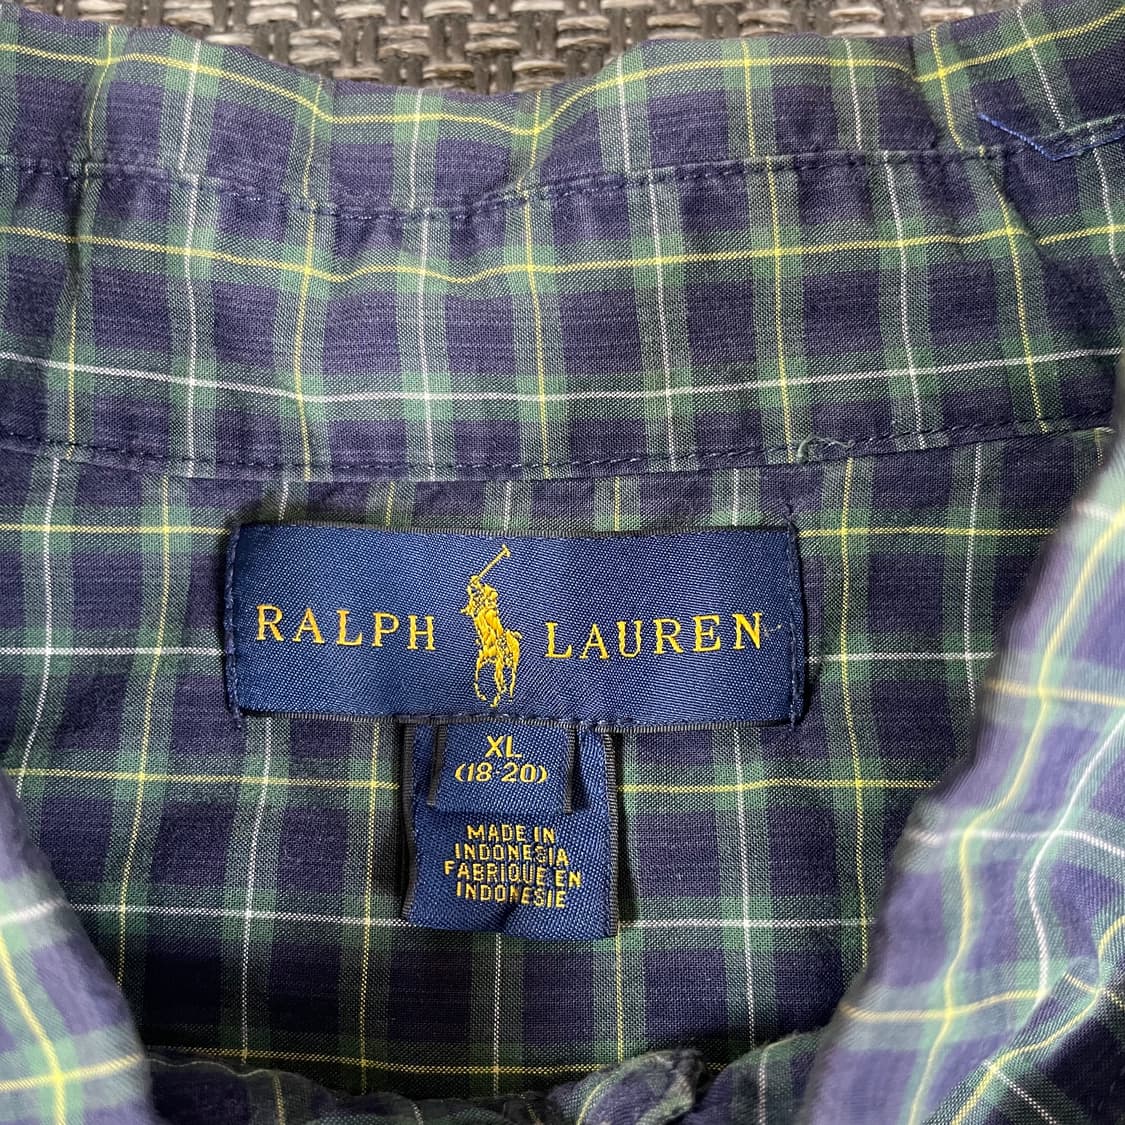 RALPH LAUREN
XL
(18-20)
MADE IN
INDONESIA
FABRIQUE EN
INDONESIE